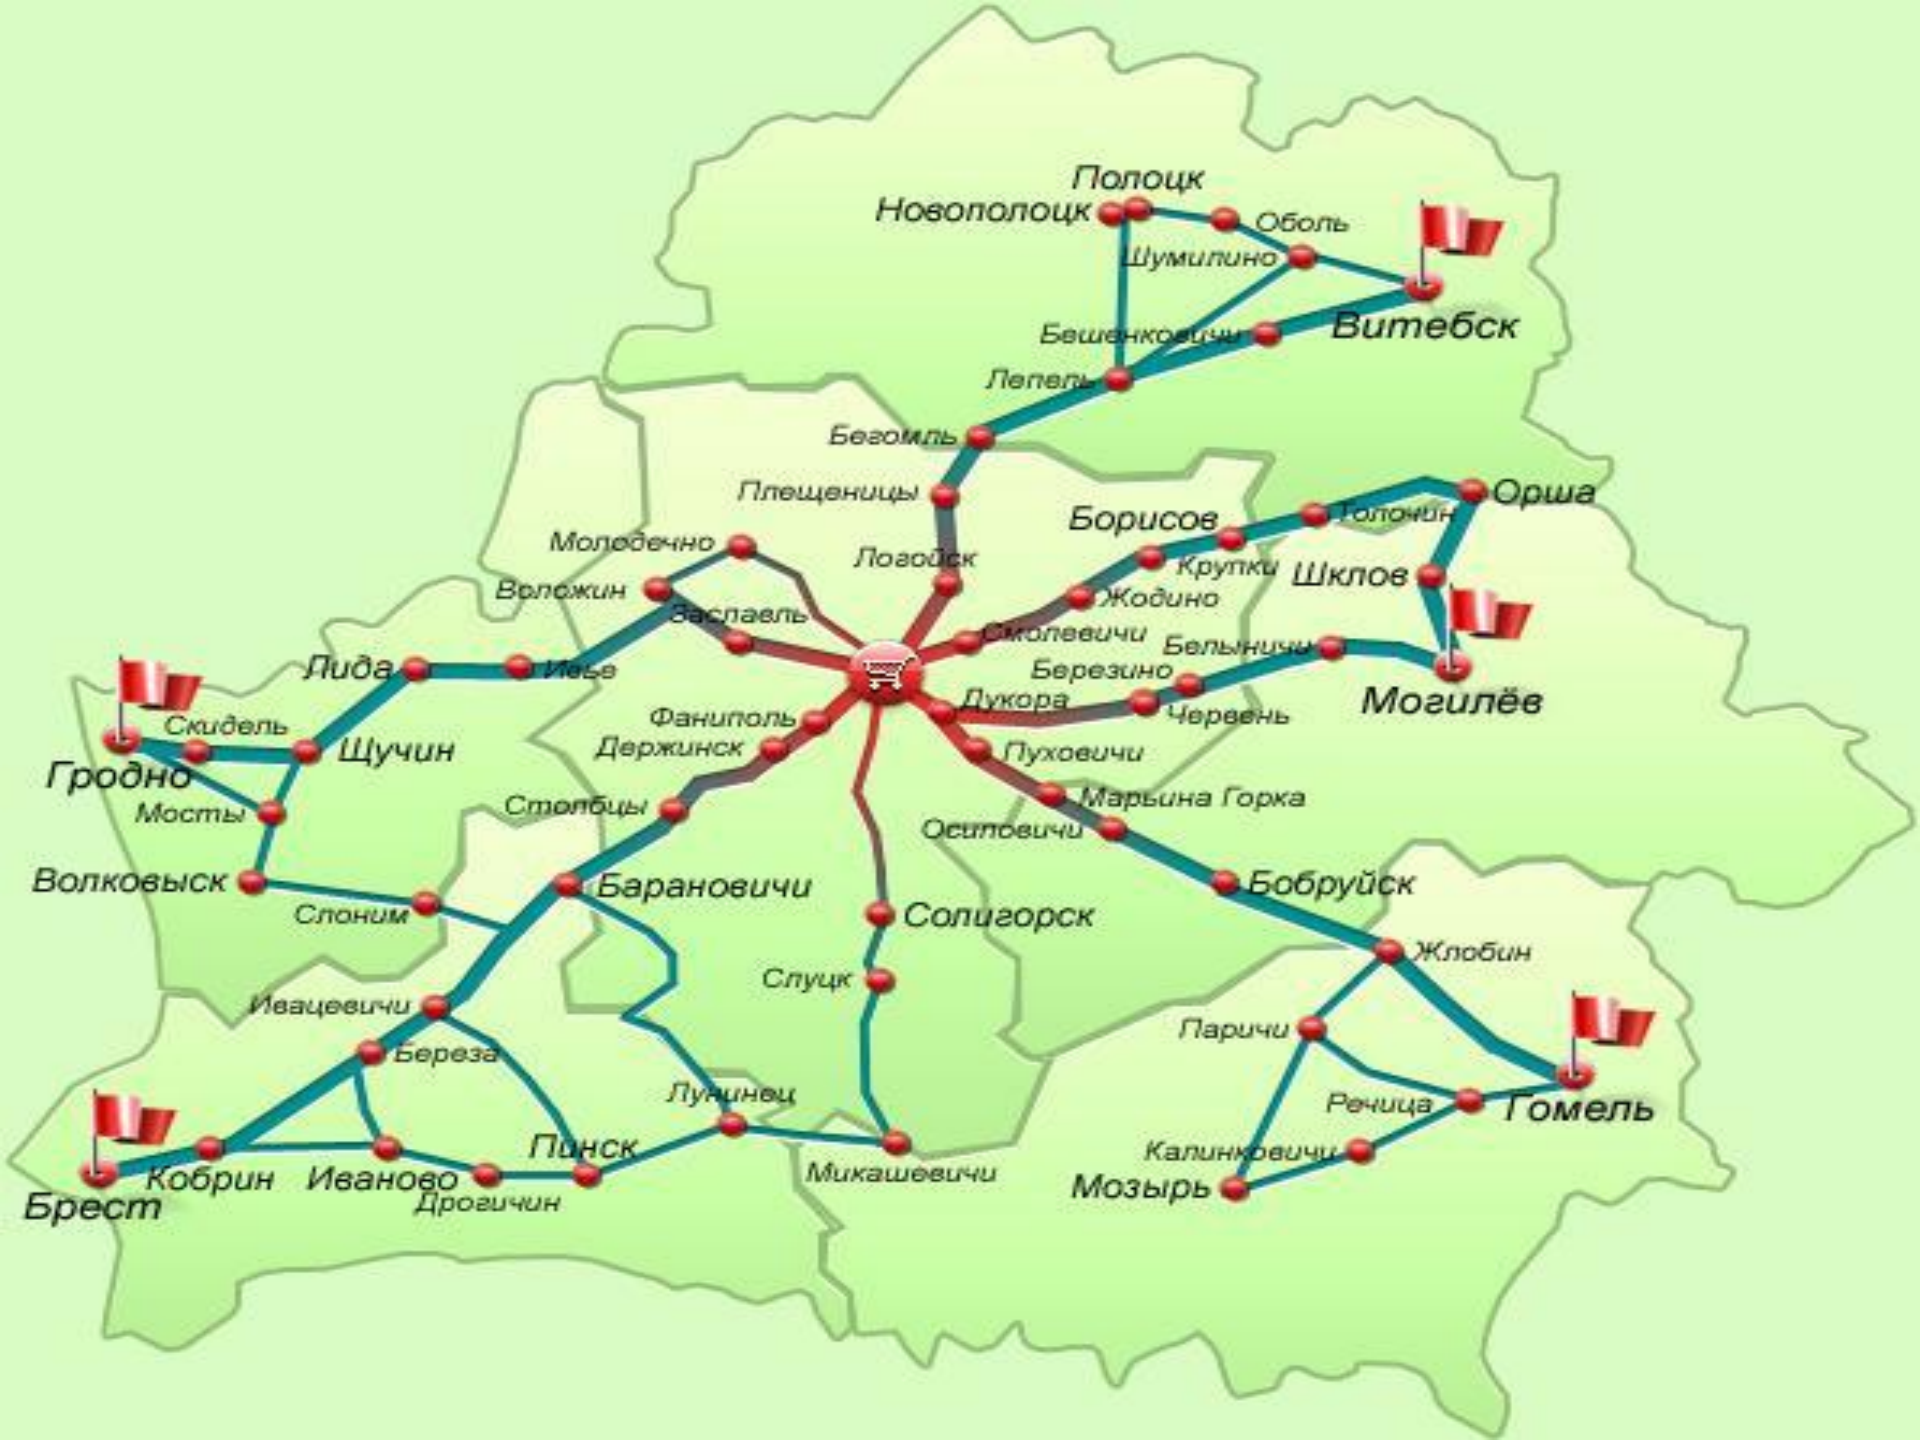 Полоцк
Новополоцк
Оболь
Шумилино
Витебск
Бешенковичи
Лепель
Бегомль
Плещеницы
Орша
Толочин
Борисов
Молодечно
Логойск
Крупки
Шклов
Воложин
Жодино
Заславль
Смолевичи
Белыничи
Лида
Ивье
Березино
Дукора
Могилёв
Червень
Фаниполь
Скидель
Держинск
Щучин
Пуховичи
Гродно
Марьина Горка
Столбцы
Мосты
Осиповичи
Волковыск
Барановичи
Бобруйск
Слоним
Солигорск
Жлобин
Слуцк
Ивацевичи
Паричи
Береза
Лунинец
Речица
Гомель
Пинск
Калинковичи
Кобрин
Иваново
Микашевичи
Мозырь
Брест
Дрогичин